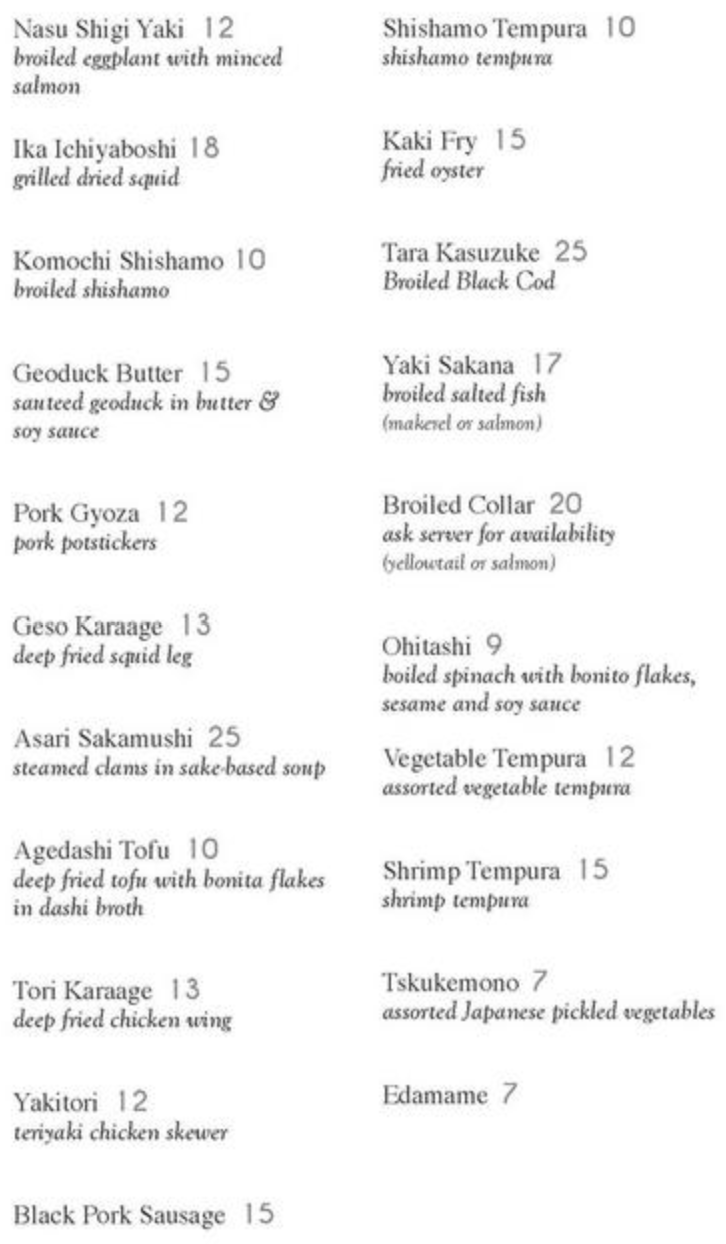 Nasu Shigi Yaki 12
broiled eggplant with minced
salmon
Ika Ichiyaboshi 18
grilled dried squid
Komochi Shishamo 10
broiled shishamo
Geoduck Butter 15
sauteed geoduck in butter &
soy sauce
Pork Gyoza 12
pork potstickers
Geso Karaage 13
deep fried squid leg
Asari Sakamushi 25
steamed clams in sake-based soup
Agedashi Tofu 10
deep fried tofu with bonita flakes
in dashi broth
Tori Karaage 13
deep fried chicken wing
Yakitori 12
teriyaki chicken skewer
Black Pork Sausage 15
Shishamo Tempura 10
shishamo tempura
Kaki Fry 15
fried oyster
Tara Kasuzuke 25
Broiled Black Cod
Yaki Sakana 17
broiled salted fish
(makerel or salmon)
Broiled Collar 20
ask server for availability
(yellowtail or salmon)
Ohitashi 9
boiled spinach with bonito flakes,
sesame and soy sauce
Vegetable Tempura 12
assorted vegetable tempura
Shrimp Tempura 15
shrimp tempura
Tskukemono 7
assorted Japanese pickled vegetables
Edamame 7